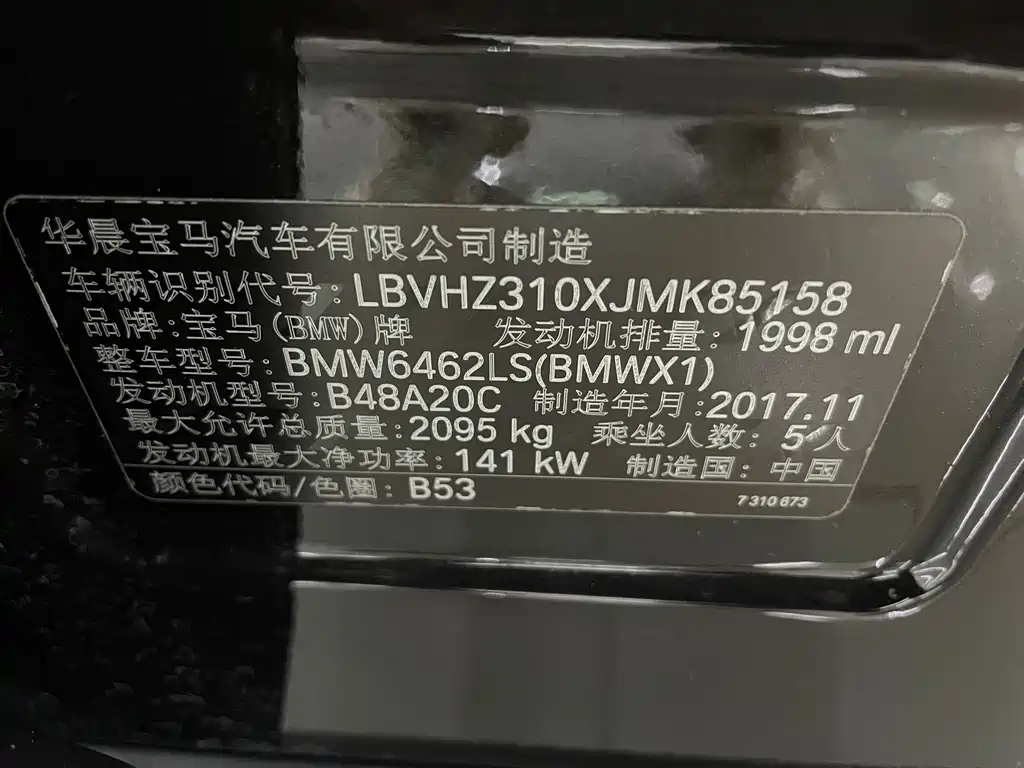 华晨宝马汽车有限公司制造
车辆识别代号:LBVHZ310XJMK85158
品牌:宝马(BMW)牌 发动机排量:1998 ml
整车型号:BMW6462LS(BMWX1)
发动机型号:B48A20C 制造年月:2017.11
最大允许总质量:2095 kg 乘坐人数:5人
发动机最大净功率:141 kW 制造国:中国
颜色代码/色圈:B53 7 310 673